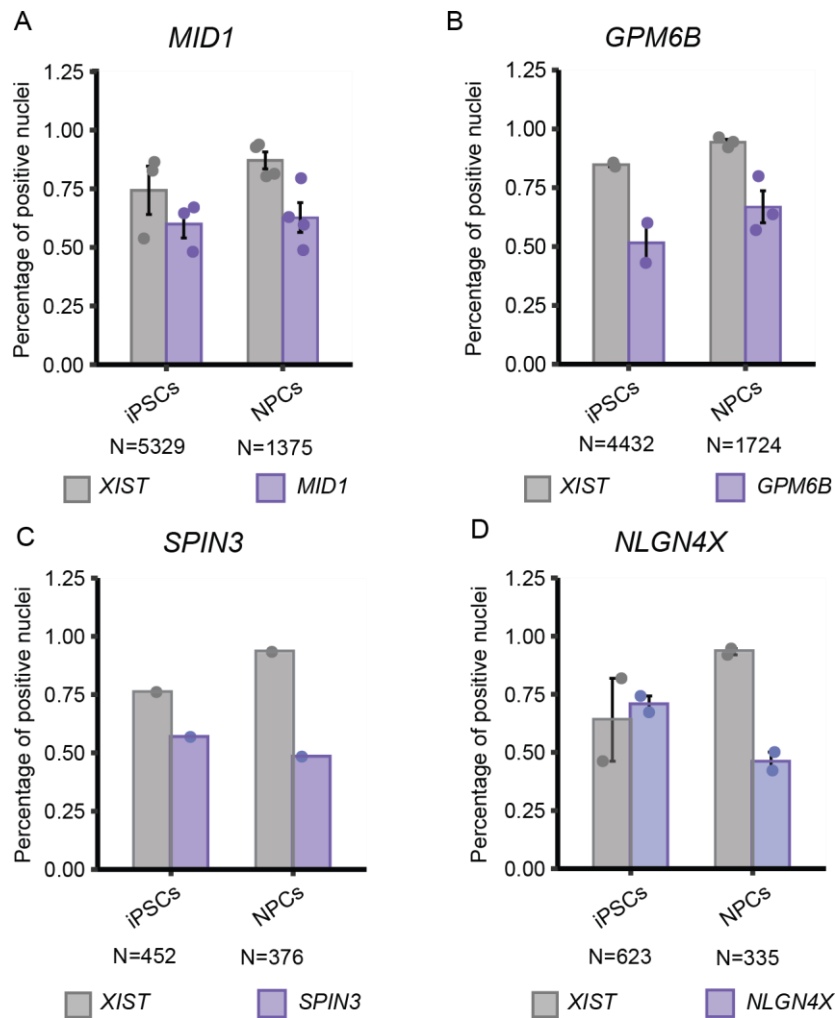 A
MID1
Percentage of positive nuclei
1.25
1.00
0.75
0.50
0.25
0.00
iPSCs
NPCs
N=5329
N=1375
XIST
MID1
B
GPM6B
Percentage of positive nuclei
1.25
1.00
0.75
0.50
0.25
0.00
iPSCs
NPCs
N=4432
N=1724
XIST
GPM6B
C
SPIN3
Percentage of positive nuclei
1.25
1.00
0.75
0.50
0.25
0.00
iPSCs
NPCs
N=452
N=376
XIST
SPIN3
D
NLGN4X
Percentage of positive nuclei
1.25
1.00
0.75
0.50
0.25
0.00
iPSCs
NPCs
N=623
N=335
XIST
NLGN4X